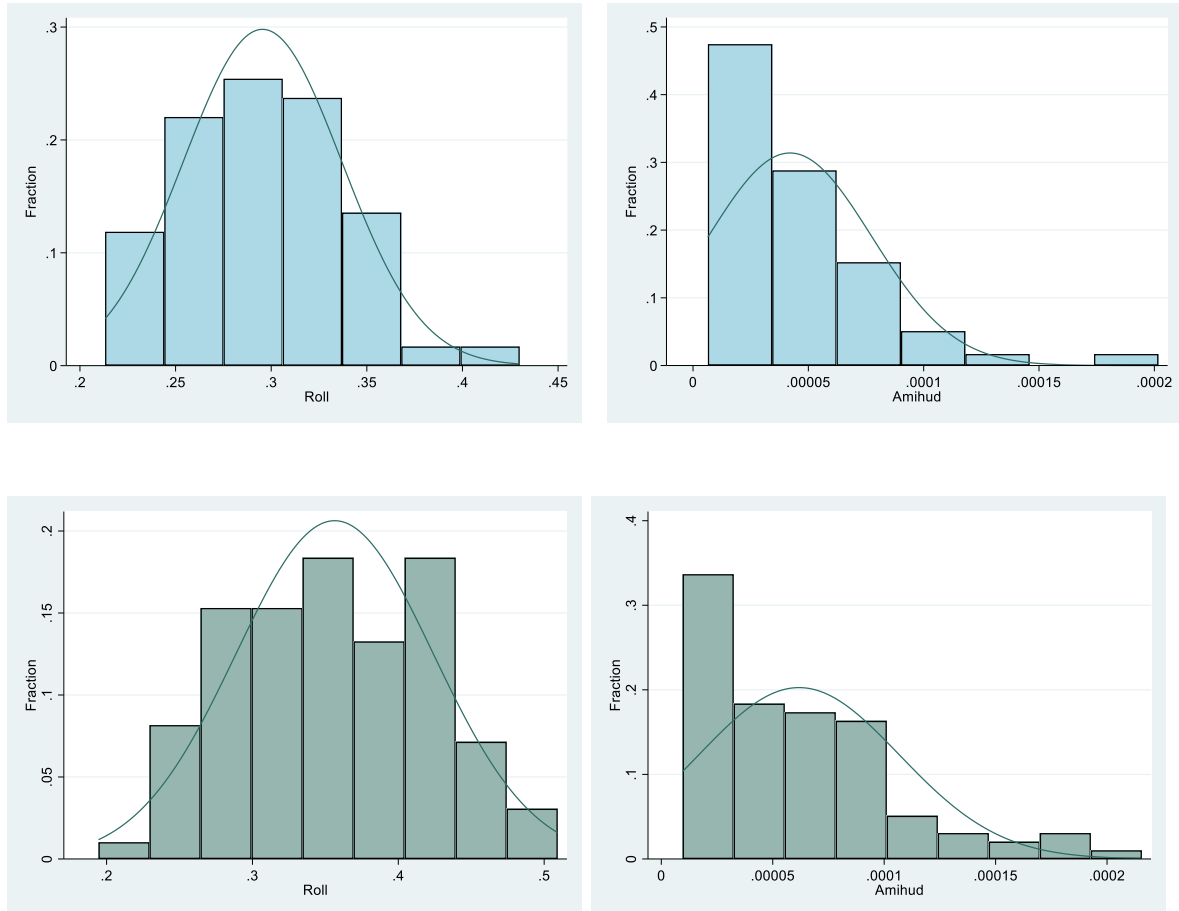 .3
.2
.1
0
Fraction
.2 .25 .3 .35 .4 .45
Roll
.5
.4
.3
.2
.1
0
Fraction
0 .00005 .0001 .00015 .0002
Amihud
.2
.15
.1
.05
0
Fraction
.2 .3 .4 .5
Roll
.4
.3
.2
.1
0
Fraction
0 .00005 .0001 .00015 .0002
Amihud